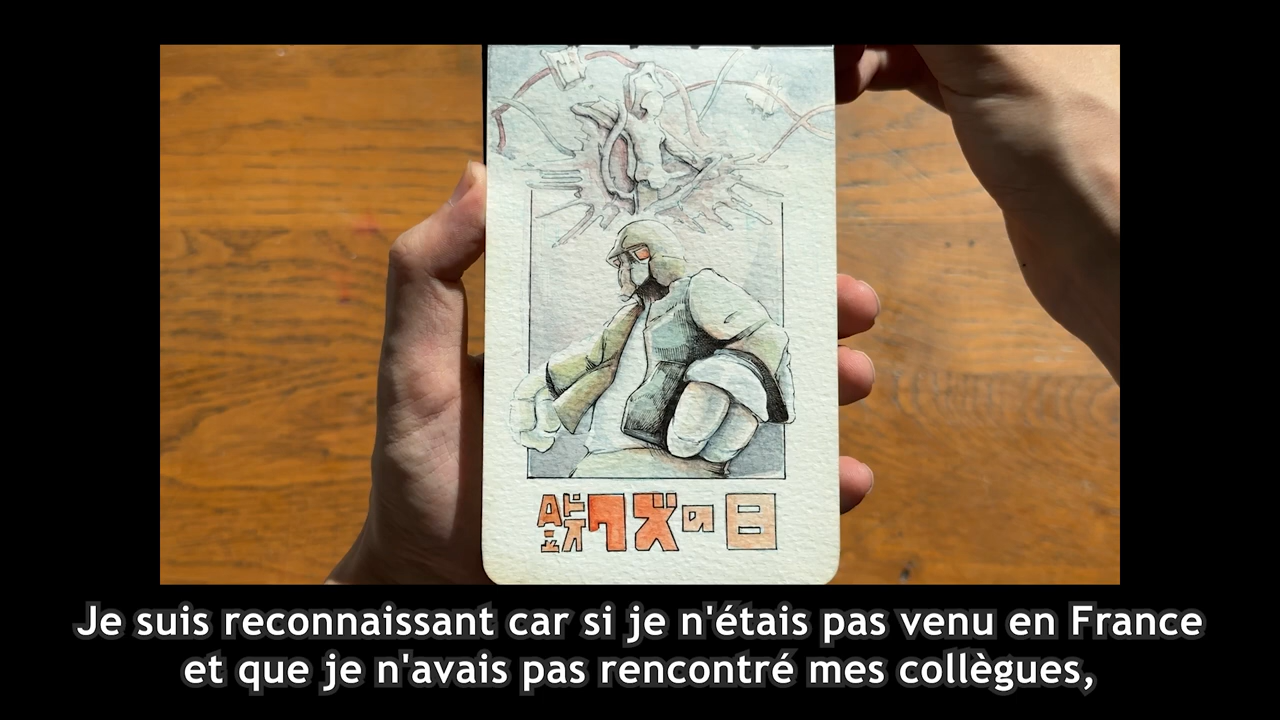 鉄クズの日
Je suis reconnaissant car si je n'étais pas venu en France
et que je n'avais pas rencontré mes collègues,